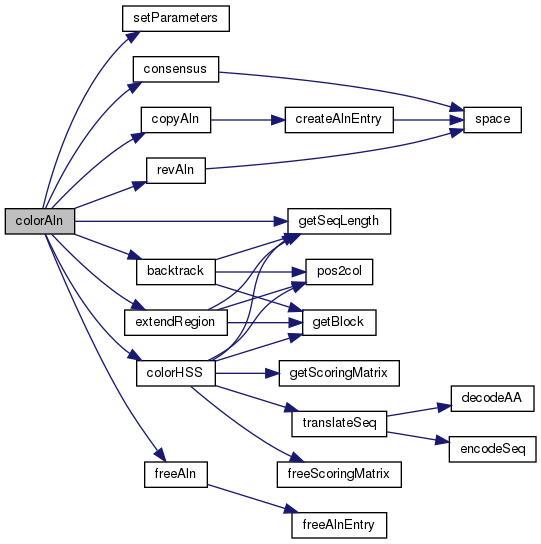 setParameters
consensus
copyAln
createAlnEntry
space
revAln
colorAln
getSeqLength
backtrack
pos2col
extendRegion
getBlock
colorHSS
getScoringMatrix
decodeAA
translateSeq
encodeSeq
freeAln
freeScoringMatrix
freeAlnEntry